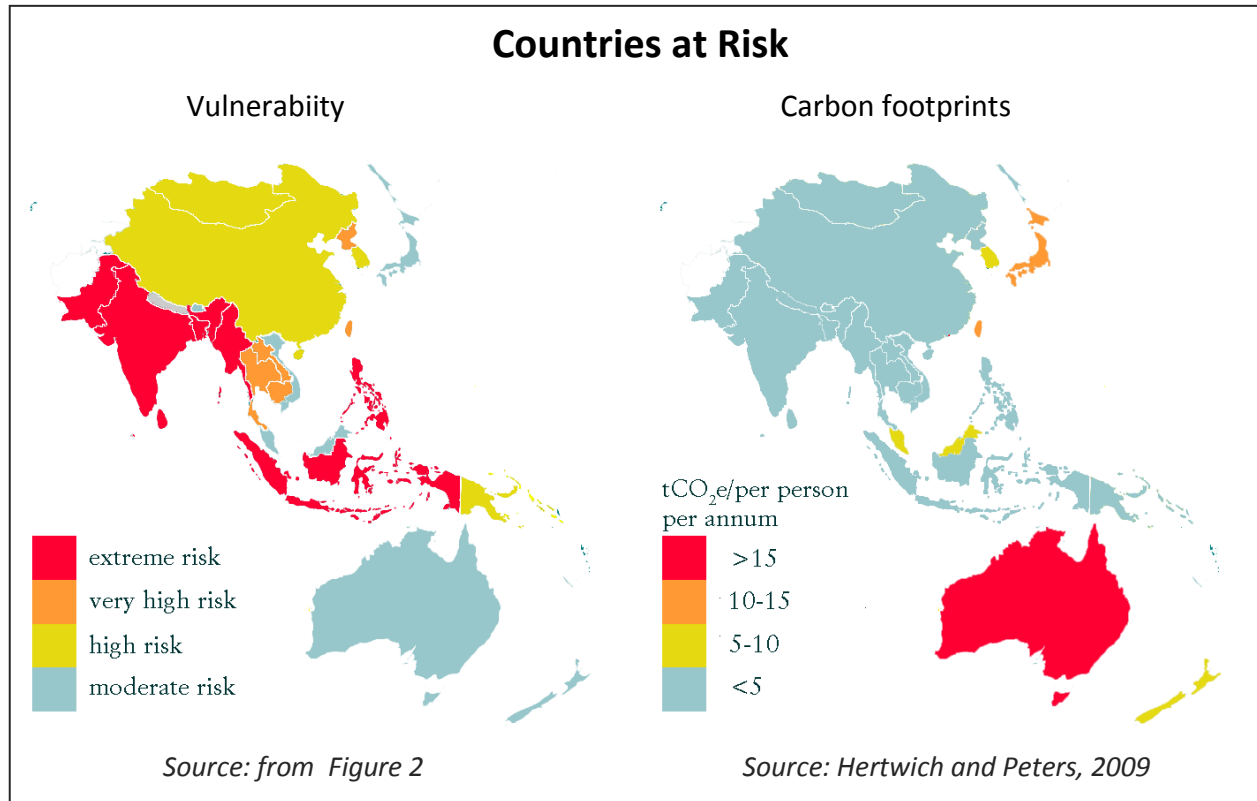 Countries at Risk
Vulnerabiity
Carbon footprints
extreme risk
very high risk
high risk
moderate risk
tCO₂e/per person
per annum
>15
10-15
5-10
<5
Source: from Figure 2
Source: Hertwich and Peters, 2009